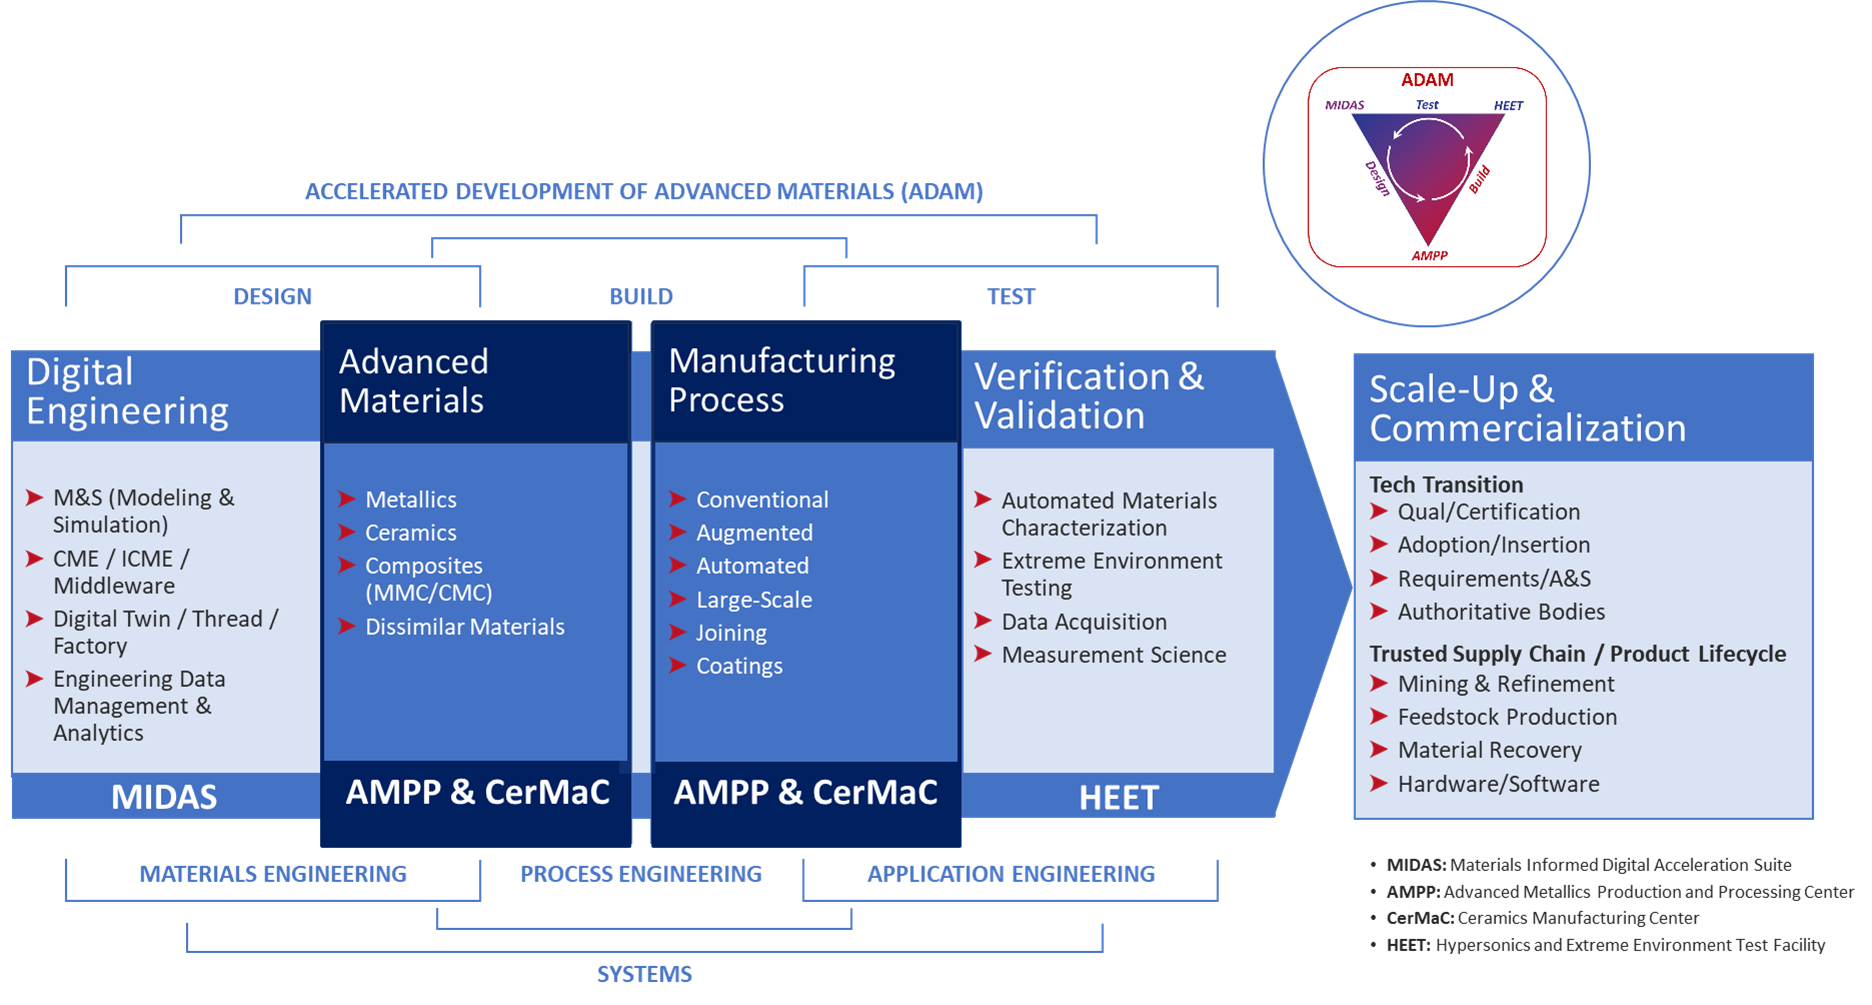 ADAM
MIDAS
Test
HEET
Design
Build
AMPP
ACCELERATED DEVELOPMENT OF ADVANCED MATERIALS (ADAM)
DESIGN
BUILD
TEST
Digital
Engineering
M&S (Modeling &
Simulation)
CME / ICME /
Middleware
Digital Twin / Thread /
Factory
Engineering Data
Management &
Analytics
MIDAS
Advanced
Materials
Metallics
Ceramics
Composites
(MMC/CMC)
Dissimilar Materials
AMPP & CerMaC
Manufacturing
Process
Conventional
Augmented
Automated
Large-Scale
Joining
Coatings
AMPP & CerMaC
Verification &
Validation
Automated Materials
Characterization
Extreme Environment
Testing
Data Acquisition
Measurement Science
HEET
Scale-Up &
Commercialization
Tech Transition
Qual/Certification
Adoption/Insertion
Requirements/A&S
Authoritative Bodies
Trusted Supply Chain / Product Lifecycle
Mining & Refinement
Feedstock Production
Material Recovery
Hardware/Software
MATERIALS ENGINEERING
PROCESS ENGINEERING
APPLICATION ENGINEERING
SYSTEMS
• MIDAS: Materials Informed Digital Acceleration Suite
• AMPP: Advanced Metallics Production and Processing Center
• CerMaC: Ceramics Manufacturing Center
• HEET: Hypersonics and Extreme Environment Test Facility